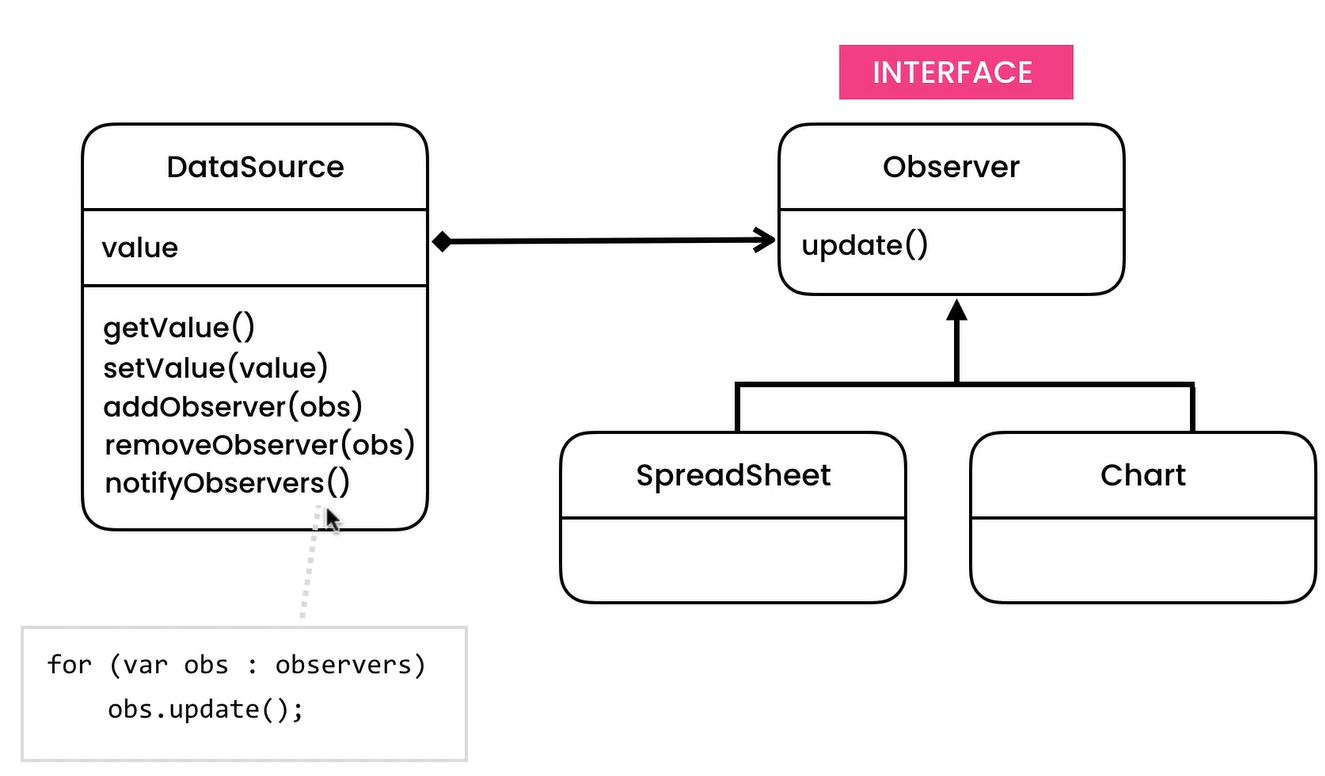 INTERFACE
DataSource
value
getValue()
setValue(value)
addObserver(obs)
removeObserver(obs)
notifyObservers()
for (var obs : observers)
obs.update();
Observer
update()
SpreadSheet
Chart